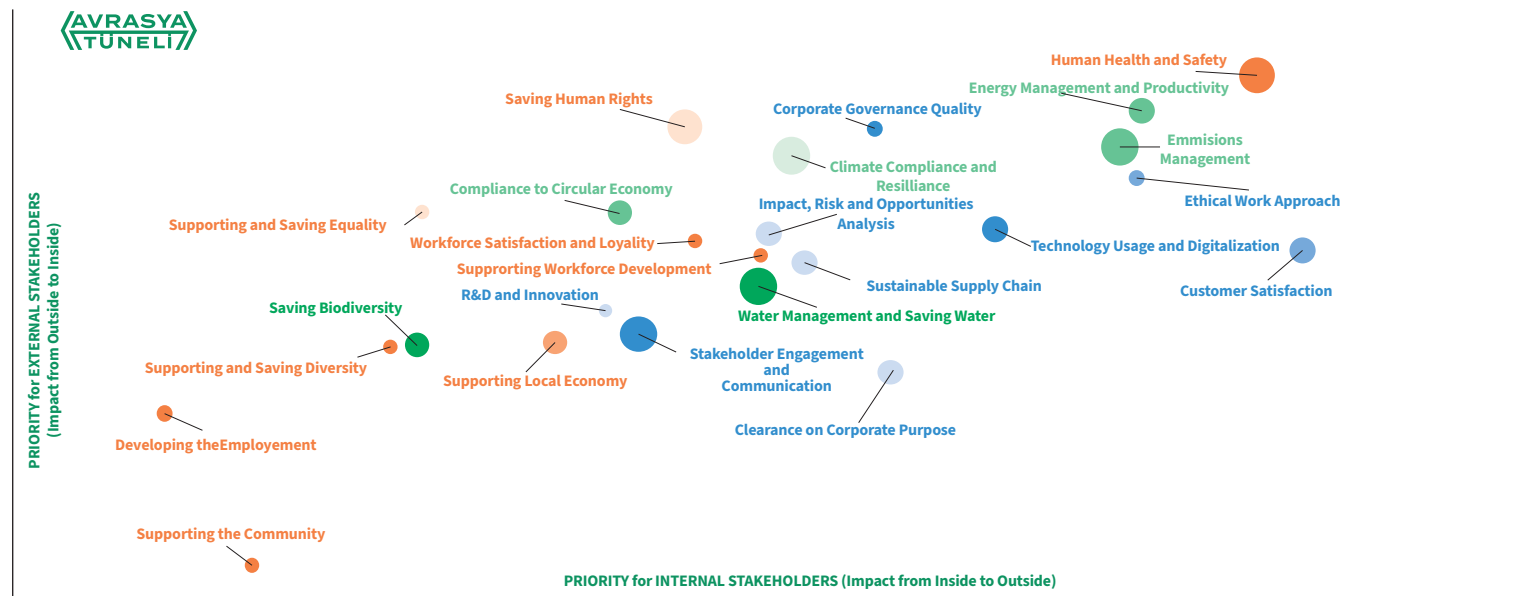 AVRASYA
TÜNELİ
Human Health and Safety
Energy Management and Productivity
Saving Human Rights
Corporate Governance Quality
Emmisions
Management
Climate Compliance and
Resilliance
Compliance to Circular Economy
Ethical Work Approach
Impact, Risk and Opportunities
Analysis
Supporting and Saving Equality
Workforce Satisfaction and Loyality
Technology Usage and Digitalization
Supprorting Workforce Development
Sustainable Supply Chain
Customer Satisfaction
R&D and Innovation
Saving Biodiversity
Water Management and Saving Water
Stakeholder Engagement
and
Communication
Supporting and Saving Diversity
Supporting Local Economy
Clearance on Corporate Purpose
Developing theEmployement
Supporting the Community
PRIORITY for EXTERNAL STAKEHOLDERS
(Impact from Outside to Inside)
PRIORITY for INTERNAL STAKEHOLDERS (Impact from Inside to Outside)